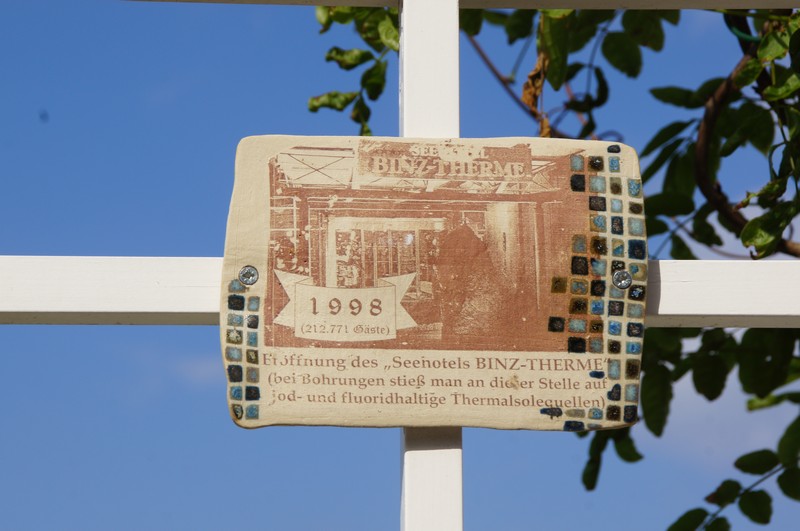 SEEHOTEL
BINZ-THERME
1998
(212.771 Gäste)
Eröffnung des „Seehotels BINZ-THERME“
(bei Bohrungen stieß man an dieser Stelle auf
jod- und fluoridhaltige Thermalsolequellen)